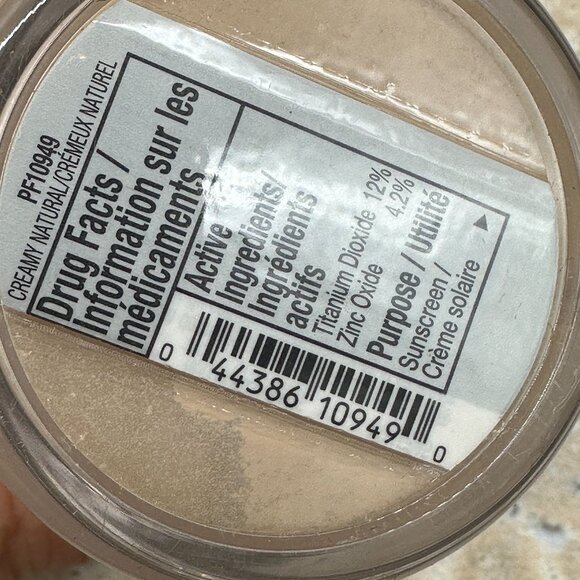 PF10949
CREAMY NATURAL/CRÉMEUX NATUREL
Drug Facts /
Information sur les
médicaments
Active
Ingredients/
Ingrédients
actifs
Titanium Dioxide 12%
Zinc Oxide 4.2%
Purpose / Utilité
Sunscreen /
Crème solaire
0 44386 10949 0